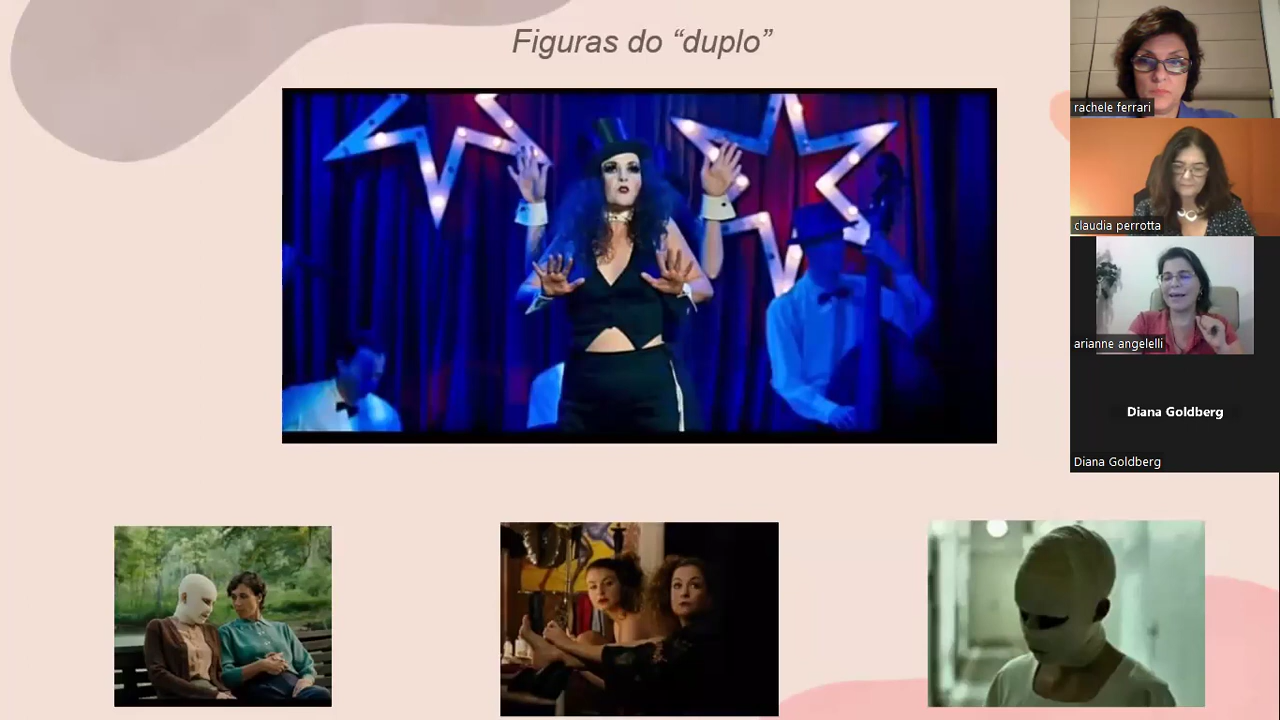 Figuras do “duplo”
rachele ferrari
claudia perrotta
arianne angelelli
Diana Goldberg
Diana Goldberg